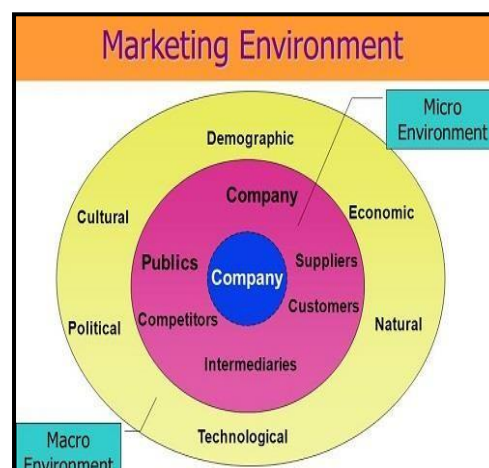 Marketing Environment
Micro
Environment
Demographic
Company
Cultural
Economic
Publics
Suppliers
Company
Customers
Political
Competitors
Natural
Intermediaries
Technological
Macro
Environment